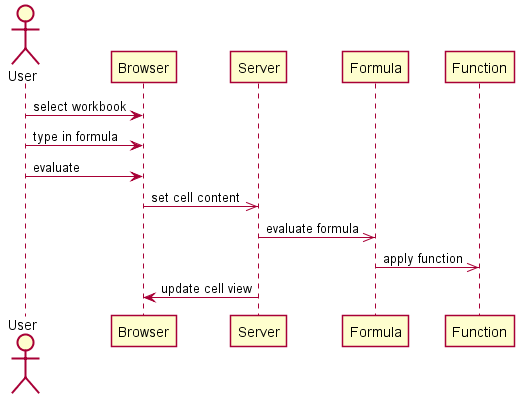 User
Browser
Server
Formula
Function
select workbook
type in formula
evaluate
set cell content
evaluate formula
apply function
update cell view
User
Browser
Server
Formula
Function